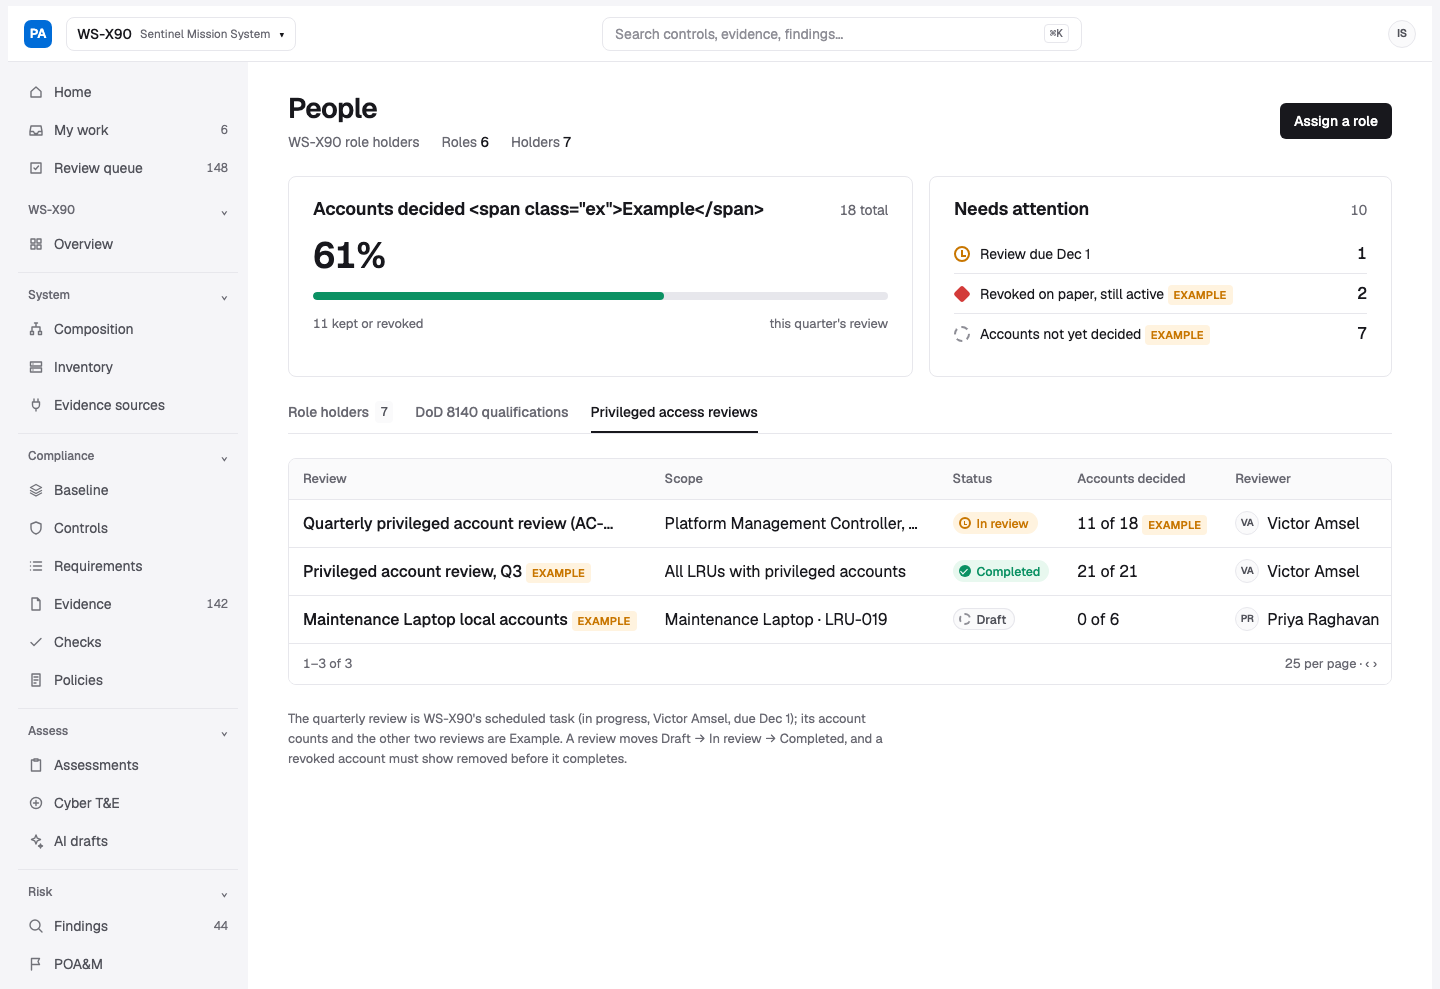 PA WS-X90 Sentinel Mission System ▾ Search controls, evidence, findings... ⌘K IS
Home
My work 6
Review queue 148
WS-X90
Overview
System
Composition
Inventory
Evidence sources
Compliance
Baseline
Controls
Requirements
Evidence 142
Checks
Policies
Assess
Assessments
Cyber T&E
AI drafts
Risk
Findings 44
POA&M
People
WS-X90 role holders Roles 6 Holders 7
Assign a role
Accounts decided <span class="ex">Example</span> 18 total
61%
11 kept or revoked this quarter's review
Needs attention 10
Review due Dec 1 1
Revoked on paper, still active EXAMPLE 2
Accounts not yet decided EXAMPLE 7
Role holders 7 DoD 8140 qualifications Privileged access reviews
Review Scope Status Accounts decided Reviewer
Quarterly privileged account review (AC-... Platform Management Controller, ... In review 11 of 18 EXAMPLE VA Victor Amsel
Privileged account review, Q3 EXAMPLE All LRUs with privileged accounts Completed 21 of 21 VA Victor Amsel
Maintenance Laptop local accounts EXAMPLE Maintenance Laptop · LRU-019 Draft 0 of 6 PR Priya Raghavan
1–3 of 3 25 per page · ‹ ›
The quarterly review is WS-X90's scheduled task (in progress, Victor Amsel, due Dec 1); its account
counts and the other two reviews are Example. A review moves Draft → In review → Completed, and a
revoked account must show removed before it completes.